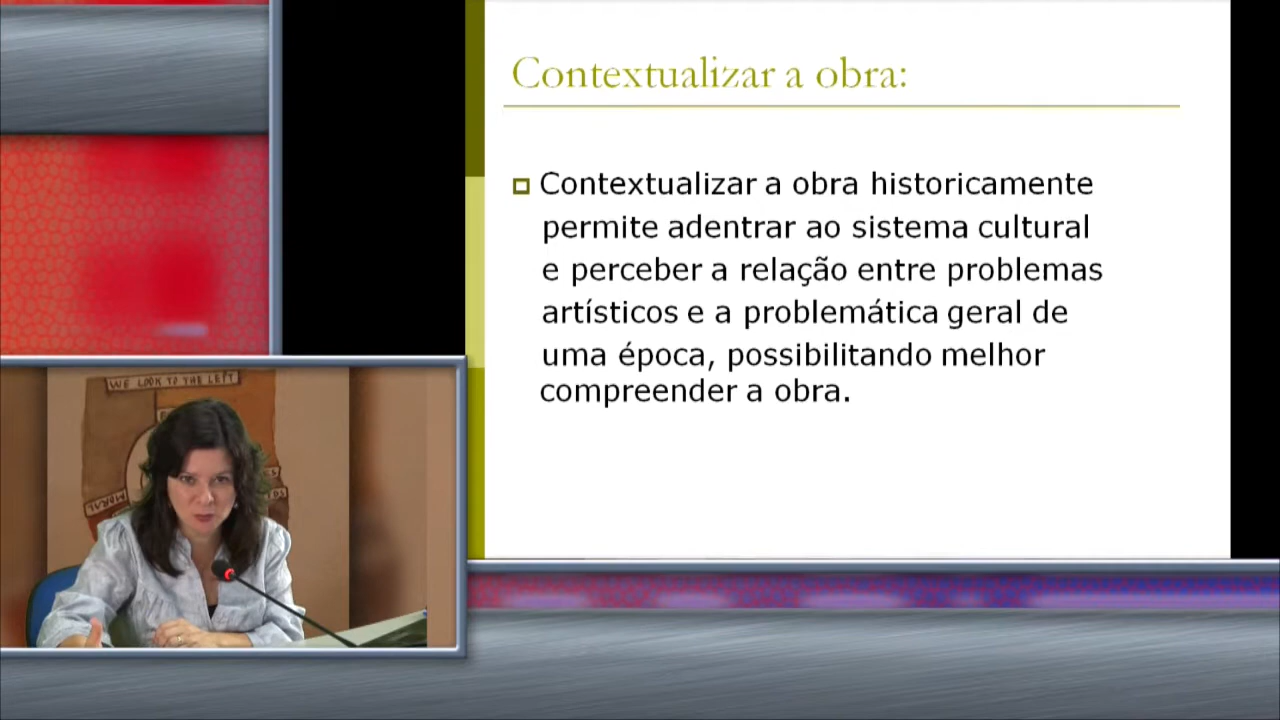 Contextualizar a obra:
Contextualizar a obra historicamente
permite adentrar ao sistema cultural
e perceber a relação entre problemas
artísticos e a problemática geral de
uma época, possibilitando melhor
compreender a obra.
WE LOOK TO THE LEFT
MORAL